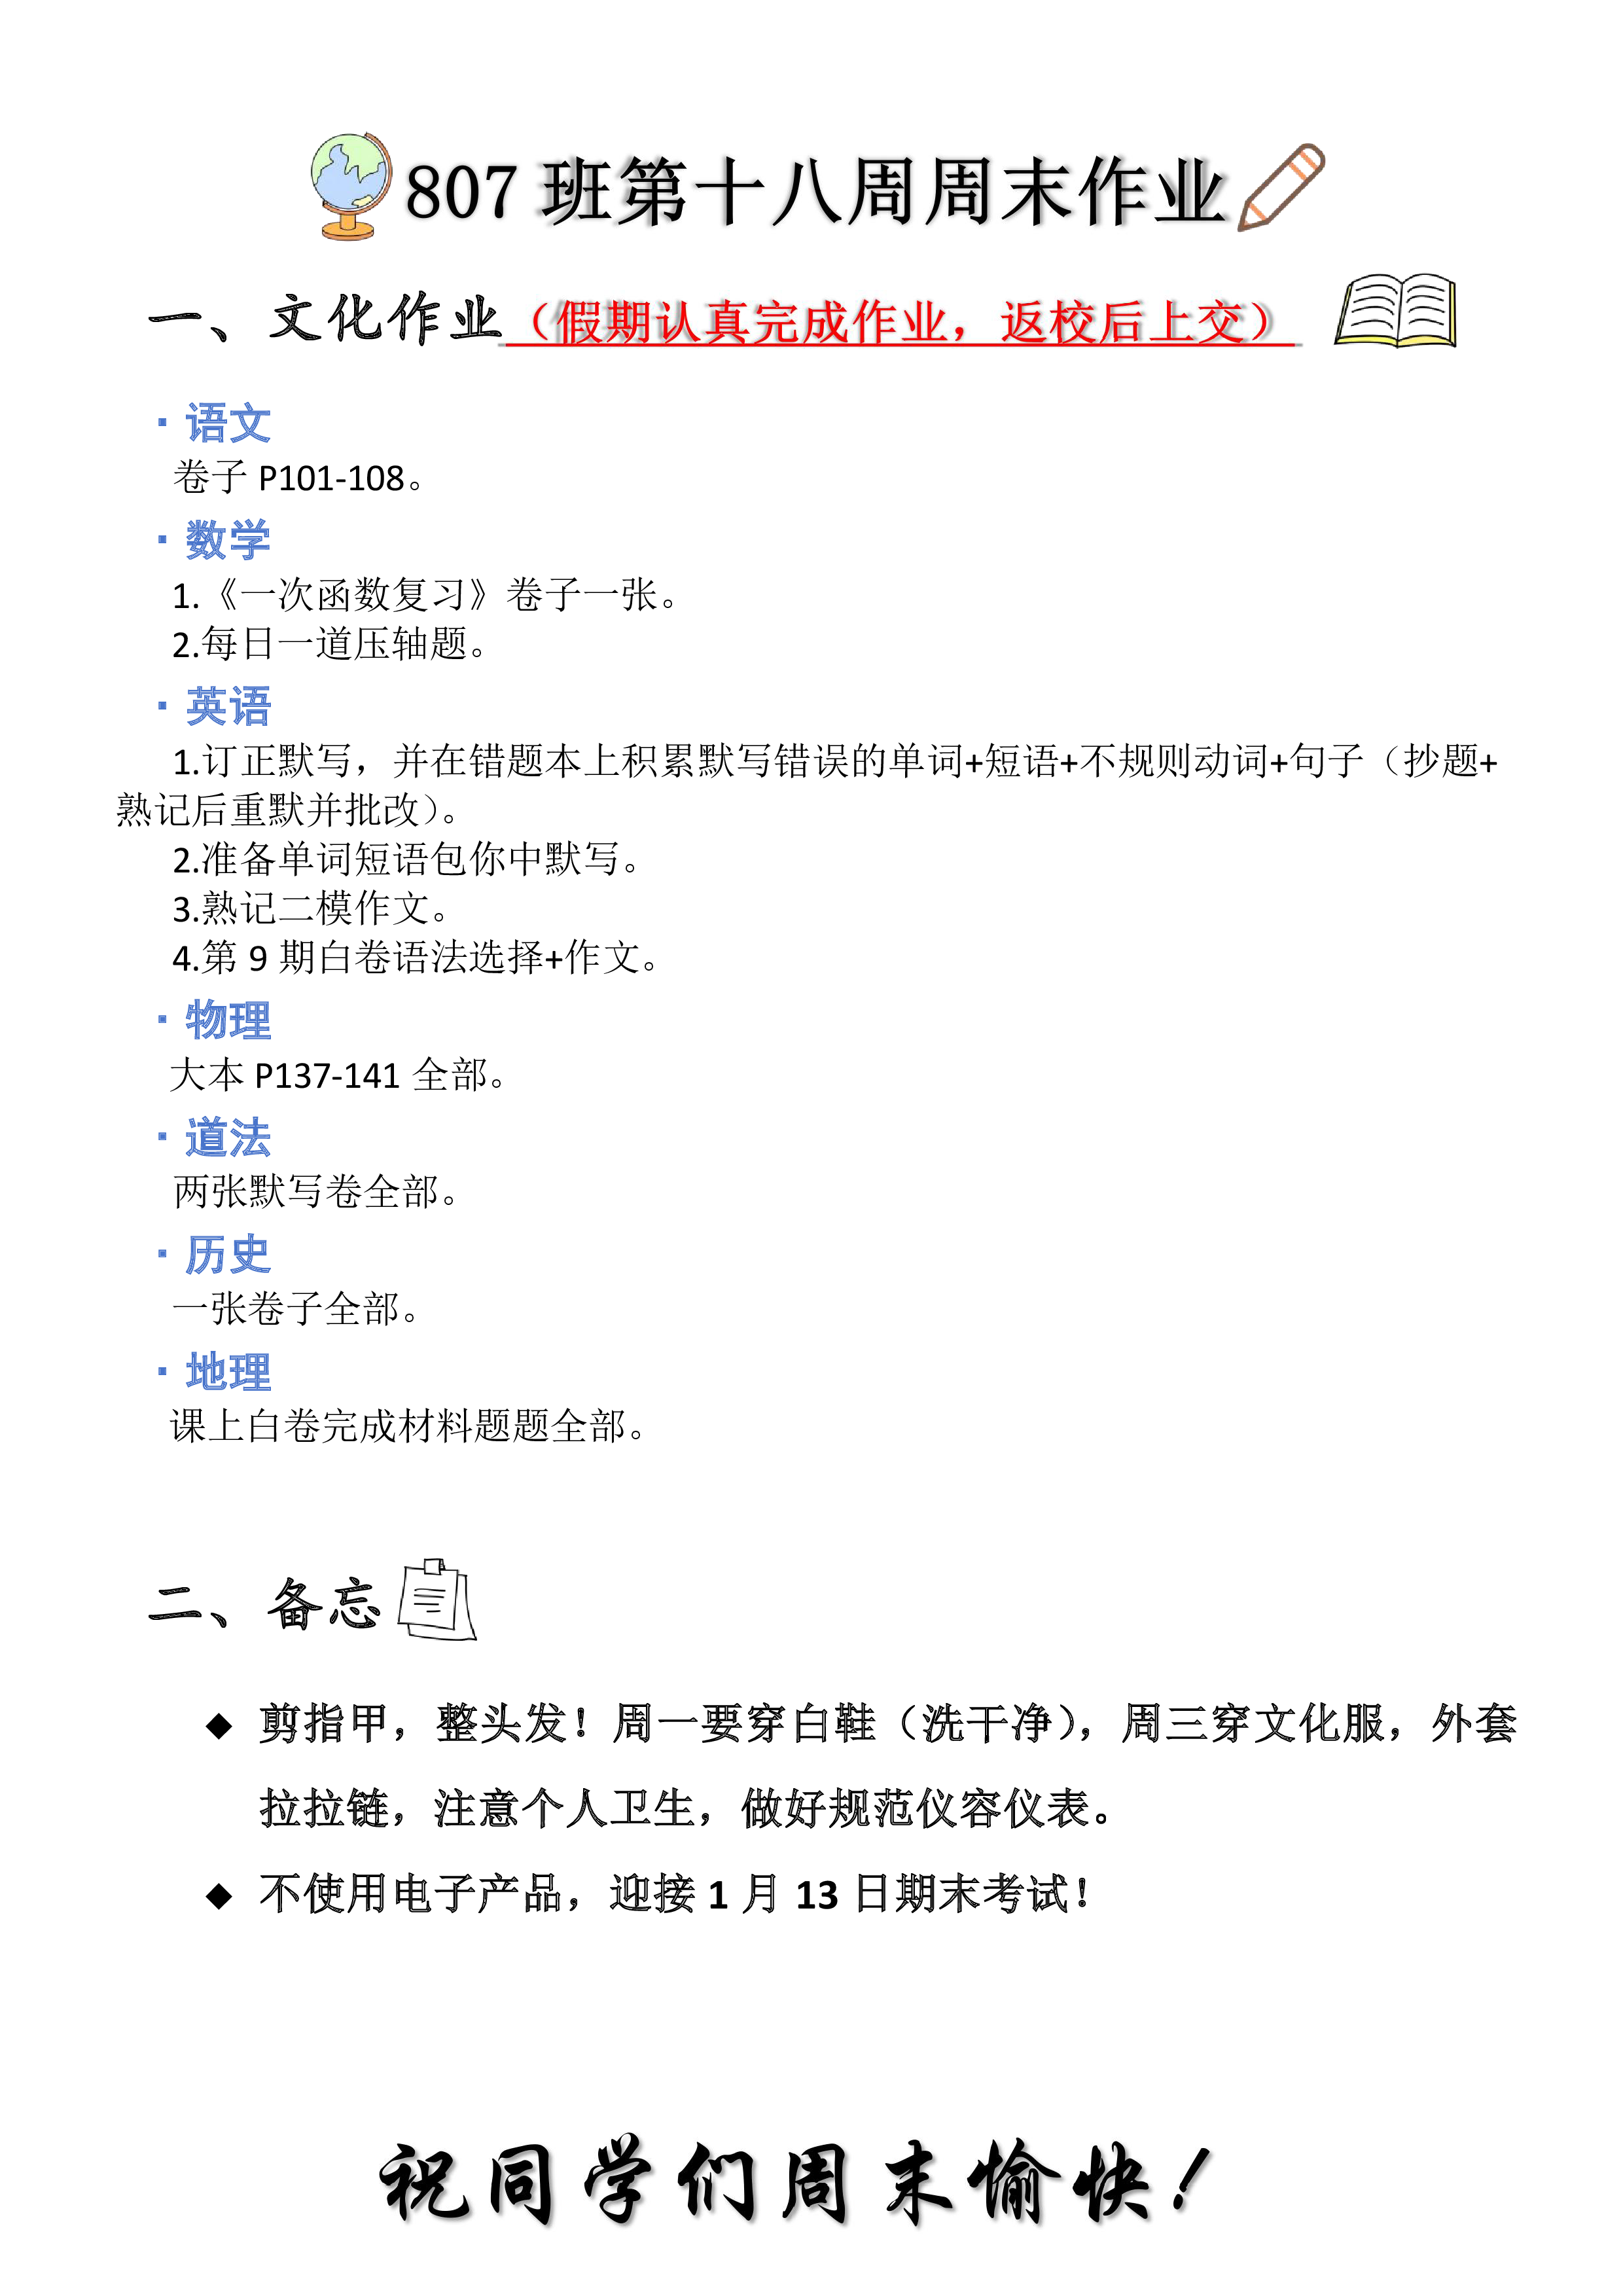 807 班第十八周周末作业
一、文化作业（假期认真完成作业，返校后上交）
·语文
卷子 P101-108。
·数学
1.《一次函数复习》卷子一张。
2.每日一道压轴题。
·英语
1.订正默写，并在错题本上积累默写错误的单词+短语+不规则动词+句子（抄题+
熟记后重默并批改）。
2.准备单词短语包你中默写。
3.熟记二模作文。
4.第 9 期白卷语法选择+作文。
·物理
大本 P137-141 全部。
·道法
两张默写卷全部。
·历史
一张卷子全部。
·地理
课上白卷完成材料题题全部。
二、备忘
◆ 剪指甲，整头发！周一要穿白鞋（洗干净），周三穿文化服，外套
拉拉链，注意个人卫生，做好规范仪容仪表。
◆ 不使用电子产品，迎接 1 月 13 日期末考试！
祝同学们周末愉快！